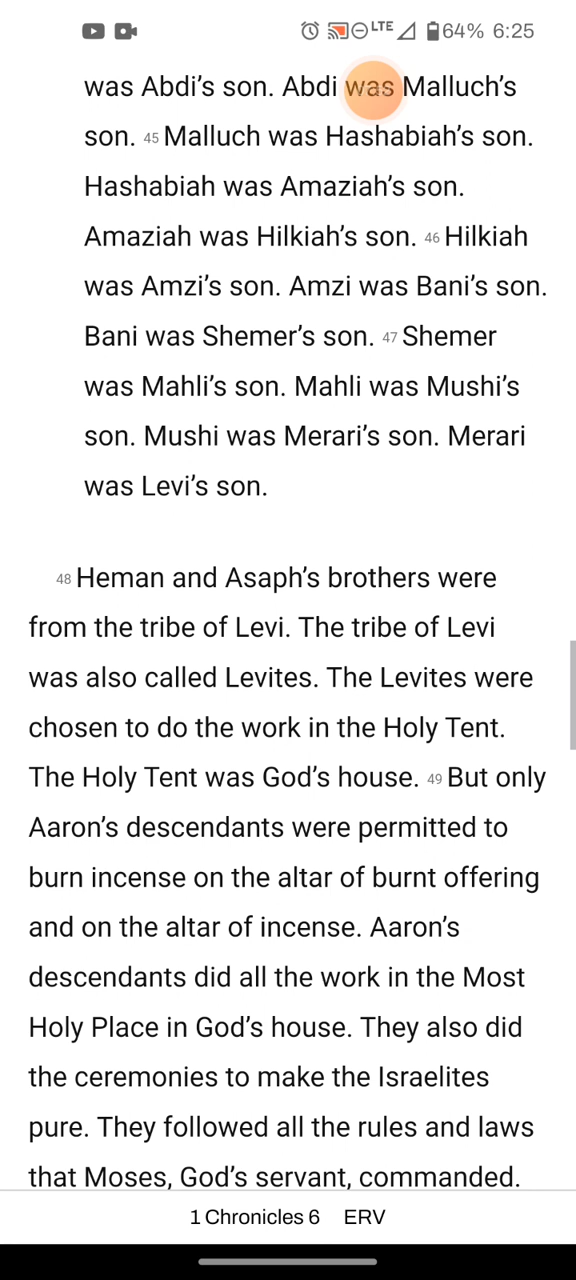 LTE 64% 6:25
was Abdi’s son. Abdi was Malluch’s
son. 45 Malluch was Hashabiah’s son.
Hashabiah was Amaziah’s son.
Amaziah was Hilkiah’s son. 46 Hilkiah
was Amzi’s son. Amzi was Bani’s son.
Bani was Shemer’s son. 47 Shemer
was Mahli’s son. Mahli was Mushi’s
son. Mushi was Merari’s son. Merari
was Levi’s son.
48 Heman and Asaph’s brothers were
from the tribe of Levi. The tribe of Levi
was also called Levites. The Levites were
chosen to do the work in the Holy Tent.
The Holy Tent was God’s house. 49 But only
Aaron’s descendants were permitted to
burn incense on the altar of burnt offering
and on the altar of incense. Aaron’s
descendants did all the work in the Most
Holy Place in God’s house. They also did
the ceremonies to make the Israelites
pure. They followed all the rules and laws
that Moses, God’s servant, commanded.
1 Chronicles 6 ERV